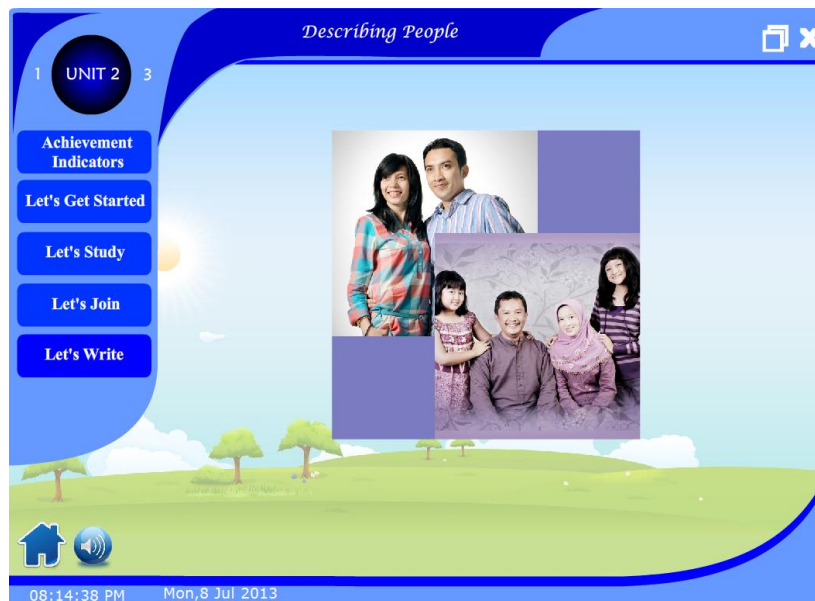 Describing People
1 UNIT 2 3
Achievement
Indicators
Let's Get Started
Let's Study
Let's Join
Let's Write
08:14:38 PM Mon,8 Jul 2013